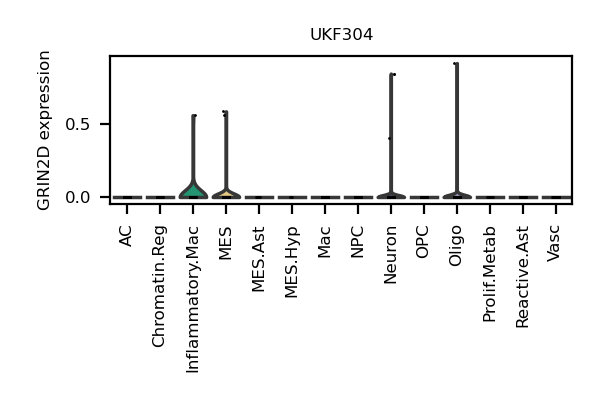 UKF304
GRIN2D expression
0.5
0.0
AC
Chromatin.Reg
Inflammatory.Mac
MES
MES.Ast
MES.Hyp
Mac
NPC
Neuron
OPC
Oligo
Prolif.Metab
Reactive.Ast
Vasc